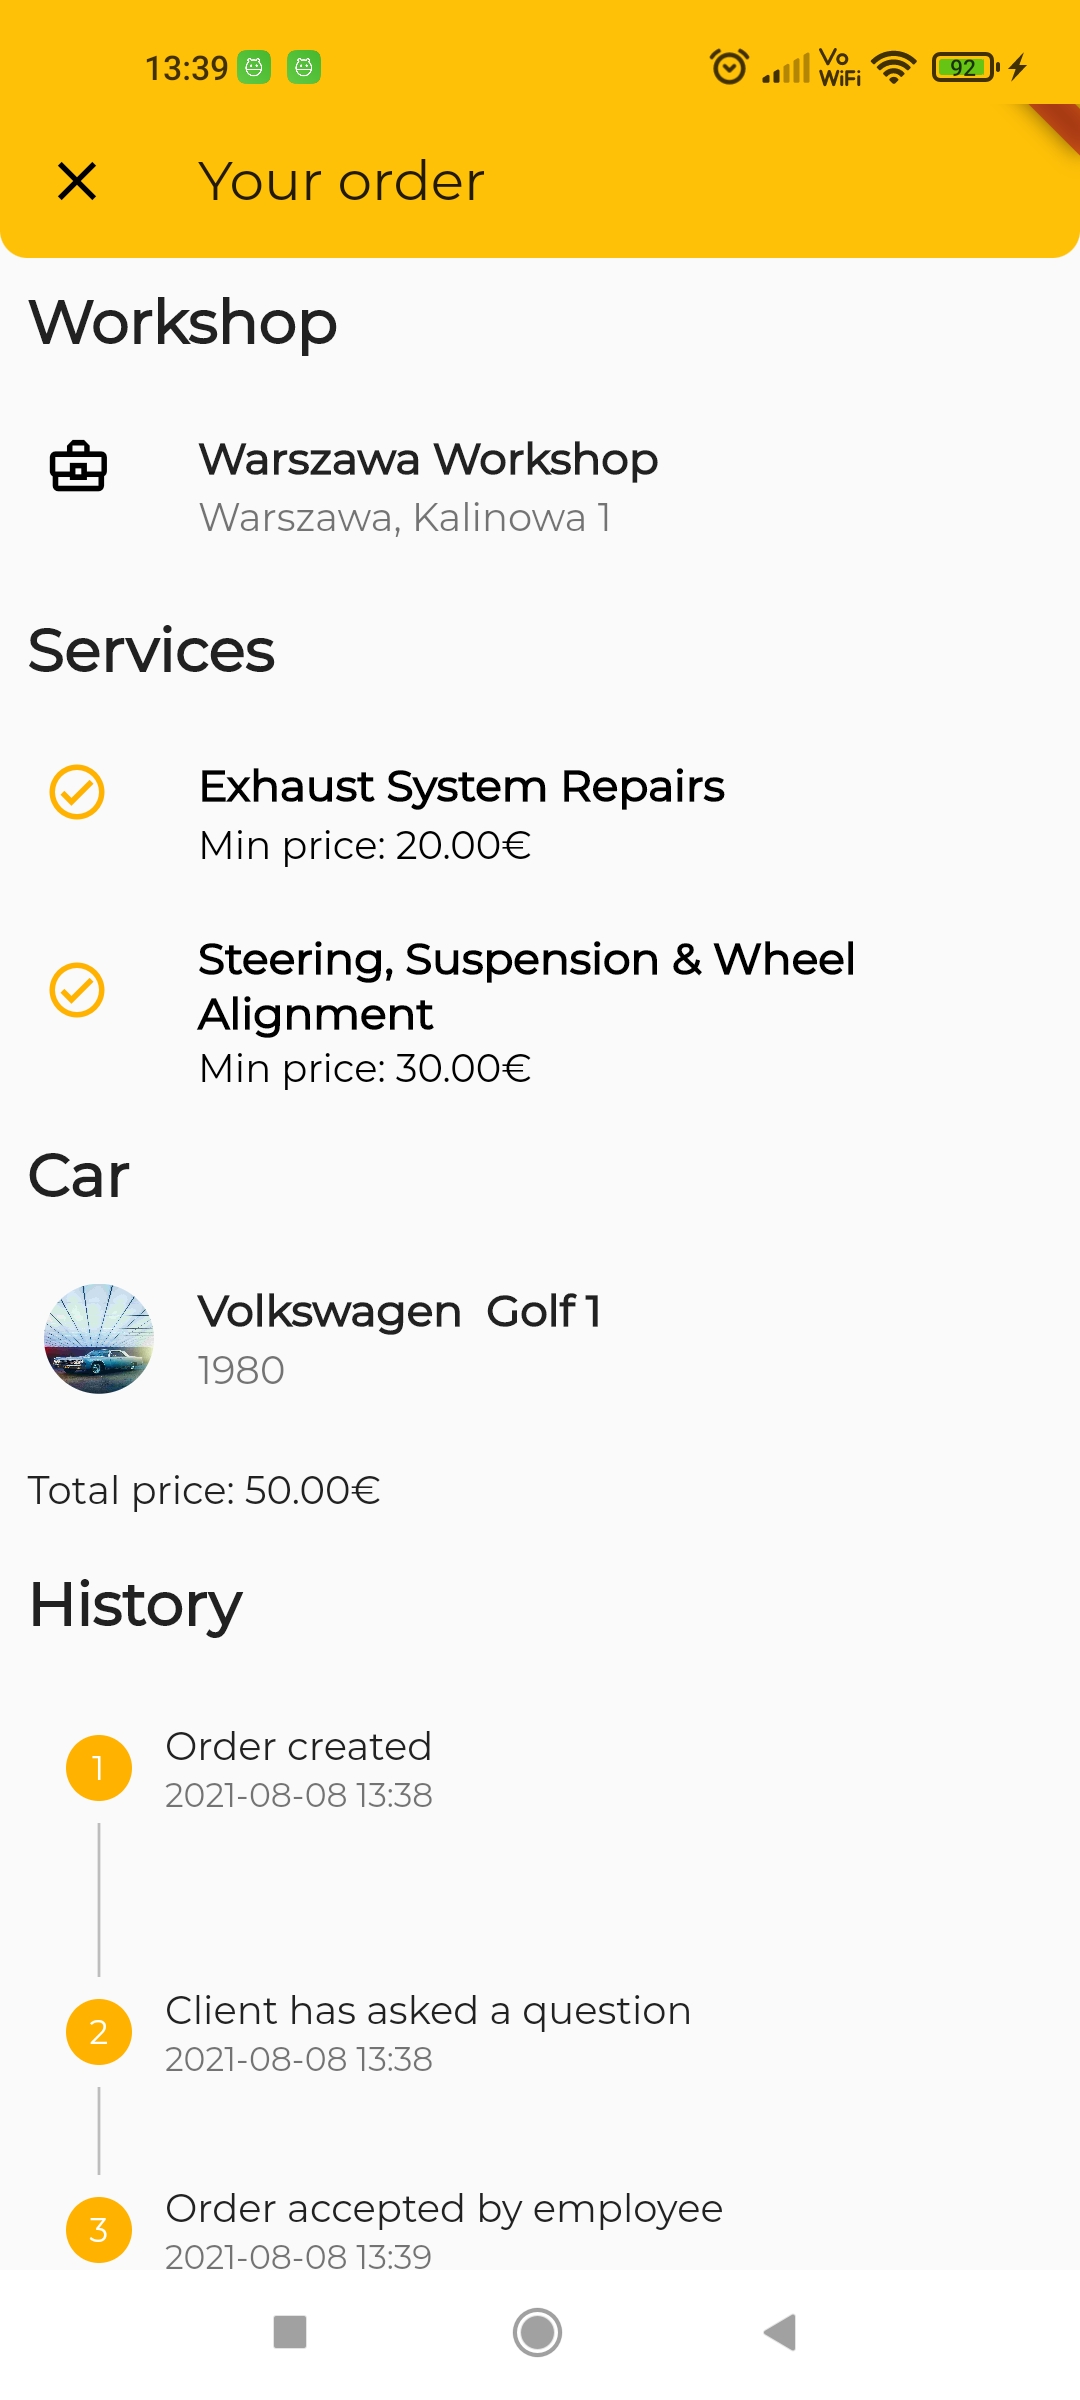 13:39
Vo
WiFi
92
Your order
Workshop
Warszawa Workshop
Warszawa, Kalinowa 1
Services
Exhaust System Repairs
Min price: 20.00€
Steering, Suspension & Wheel
Alignment
Min price: 30.00€
Car
Volkswagen  Golf 1
1980
Total price: 50.00€
History
1
Order created
2021-08-08 13:38
2
Client has asked a question
2021-08-08 13:38
3
Order accepted by employee
2021-08-08 13:39